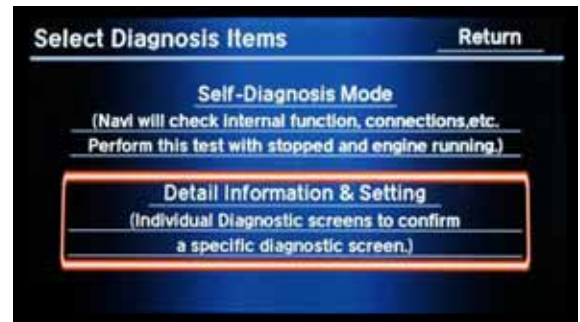 Select Diagnosis Items
Return
Self-Diagnosis Mode
(Navi will check internal function, connections,etc.
Perform this test with stopped and engine running.)
Detail Information & Setting
(Individual Diagnostic screens to confirm
a specific diagnostic screen.)